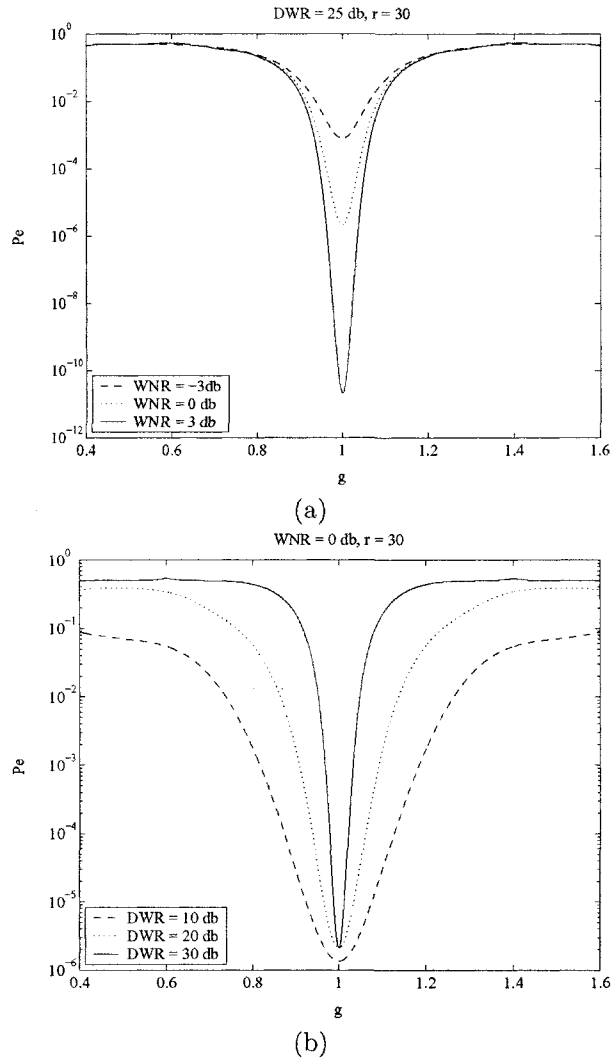 DWR = 25 db, r = 30
10^0
10^-2
10^-4
10^-6
10^-8
10^-10
10^-12
Pe
WNR = −3db
WNR = 0 db
WNR = 3 db
0.4 0.6 0.8 1 1.2 1.4 1.6
g
(a)
WNR = 0 db, r = 30
10^0
10^-1
10^-2
10^-3
10^-4
10^-5
10^-6
Pe
DWR = 10 db
DWR = 20 db
DWR = 30 db
0.4 0.6 0.8 1 1.2 1.4 1.6
g
(b)